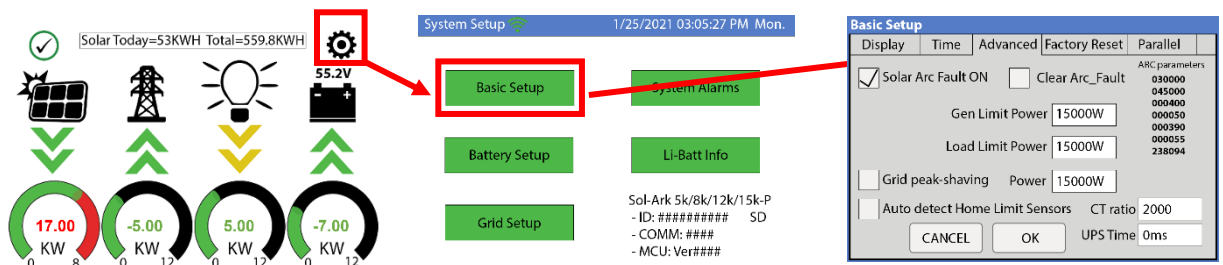 Solar Today=53KWH Total=559.8KWH
55.2V
- +
17.00
KW
0 8
-5.00
KW
0 12
5.00
KW
0 12
-7.00
KW
0 12
System Setup 1/25/2021 03:05:27 PM Mon.
Basic Setup
System Alarms
Battery Setup
Li-Batt Info
Grid Setup
Sol-Ark 5k/8k/12k/15k-P
- ID: ########## SD
- COMM: ####
- MCU: Ver####
Basic Setup
Display Time Advanced Factory Reset Parallel
Solar Arc Fault ON Clear Arc_Fault
ARC parameters
030000
045000
000400
000050
000390
000055
238094
Gen Limit Power 15000W
Load Limit Power 15000W
Grid peak-shaving Power 15000W
Auto detect Home Limit Sensors CT ratio 2000
CANCEL OK UPS Time 0ms